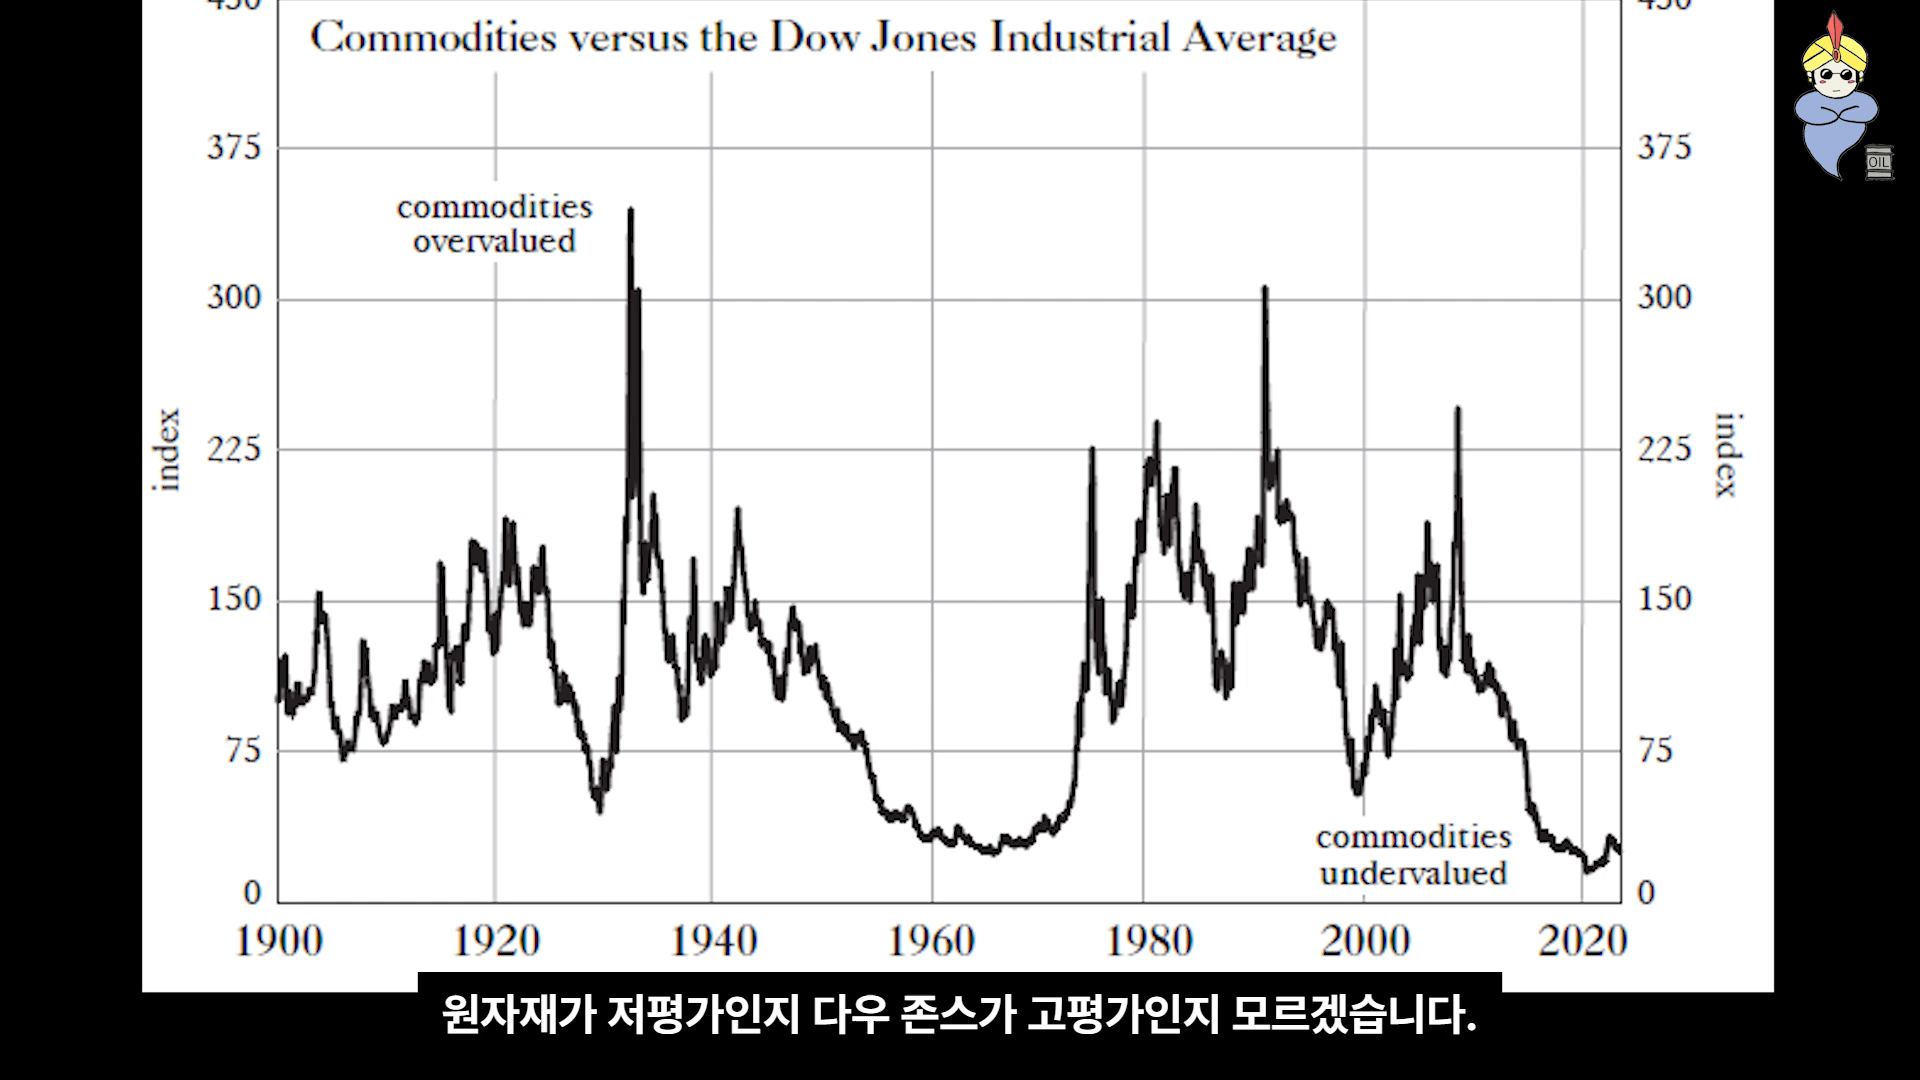 450
450
Commodities versus the Dow Jones Industrial Average
OIL
375
375
commodities
overvalued
300
300
index
index
225
225
150
150
75
75
commodities
undervalued
0
0
1900 1920 1940 1960 1980 2000 2020
원자재가 저평가인지 다우 존스가 고평가인지 모르겠습니다.